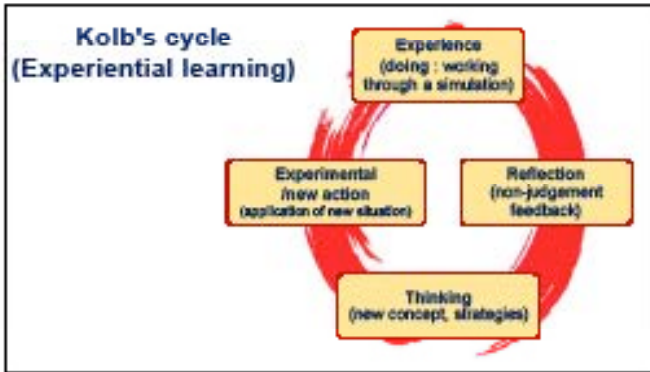 Kolb's cycle
(Experiential learning)
Experience
(doing : working
through a simulation)
Experimental
/new action
(application of new situation)
Reflection
(non-judgement
feedback)
Thinking
(new concept, strategies)